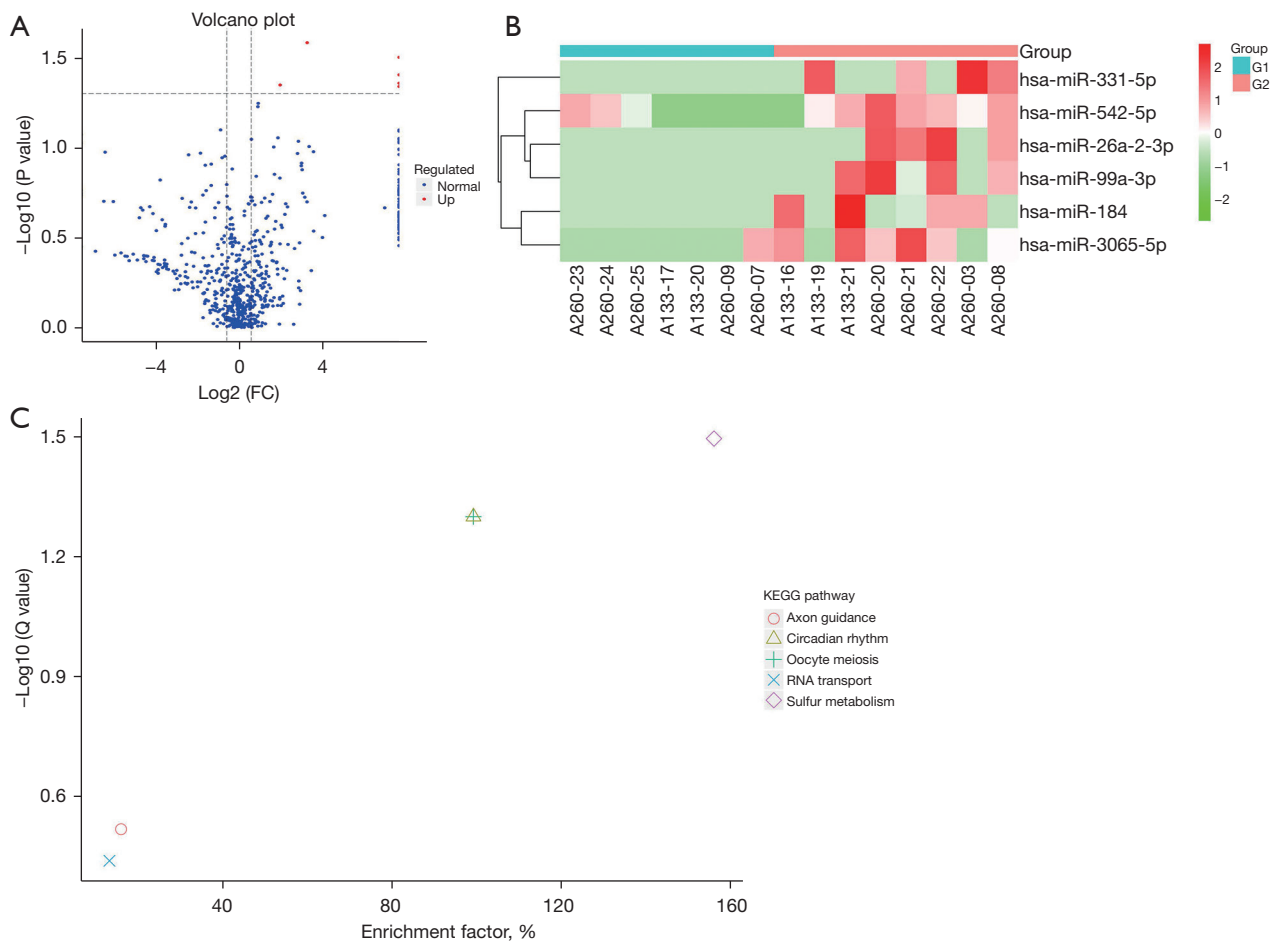 A
Volcano plot
−Log10 (P value)
1.5
1.0
0.5
0.0
−4
0
4
Log2 (FC)
Regulated
Normal
Up
B
Group
hsa-miR-331-5p
hsa-miR-542-5p
hsa-miR-26a-2-3p
hsa-miR-99a-3p
hsa-miR-184
hsa-miR-3065-5p
A260-23
A260-24
A260-25
A133-17
A133-20
A260-09
A260-07
A133-16
A133-19
A133-21
A260-20
A260-21
A260-22
A260-03
A260-08
2
1
0
−1
−2
Group
G1
G2
C
−Log10 (Q value)
1.5
1.2
0.9
0.6
40
80
120
160
Enrichment factor, %
KEGG pathway
Axon guidance
Circadian rhythm
Oocyte meiosis
RNA transport
Sulfur metabolism